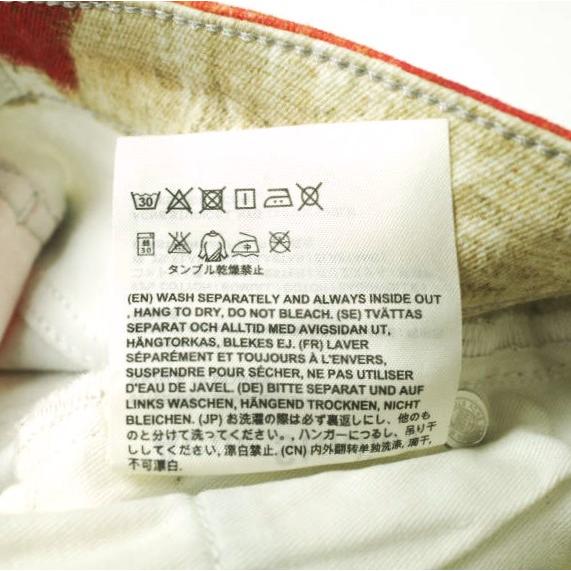 30
30 中
タンブル乾燥禁止
(EN) WASH SEPARATELY AND ALWAYS INSIDE OUT
, HANG TO DRY, DO NOT BLEACH. (SE) TVÄTTAS
SEPARAT OCH ALLTID MED AVIGSIDAN UT,
HÄNGTORKAS, BLEKES EJ. (FR) LAVER
SÉPARÉMENT ET TOUJOURS À L'ENVERS,
SUSPENDRE POUR SÉCHER, NE PAS UTILISER
D'EAU DE JAVEL. (DE) BITTE SEPARAT UND AUF
LINKS WASCHEN, HÄNGEND TROCKNEN, NICHT
BLEICHEN. (JP) お洗濯の際は必ず裏返しにし、他のも
のと分けて洗ってください。, ハンガーにつるし、吊り干
ししてください, 漂白禁止. (CN) 内外翻转单独洗涤, 滴干,
不可漂白.